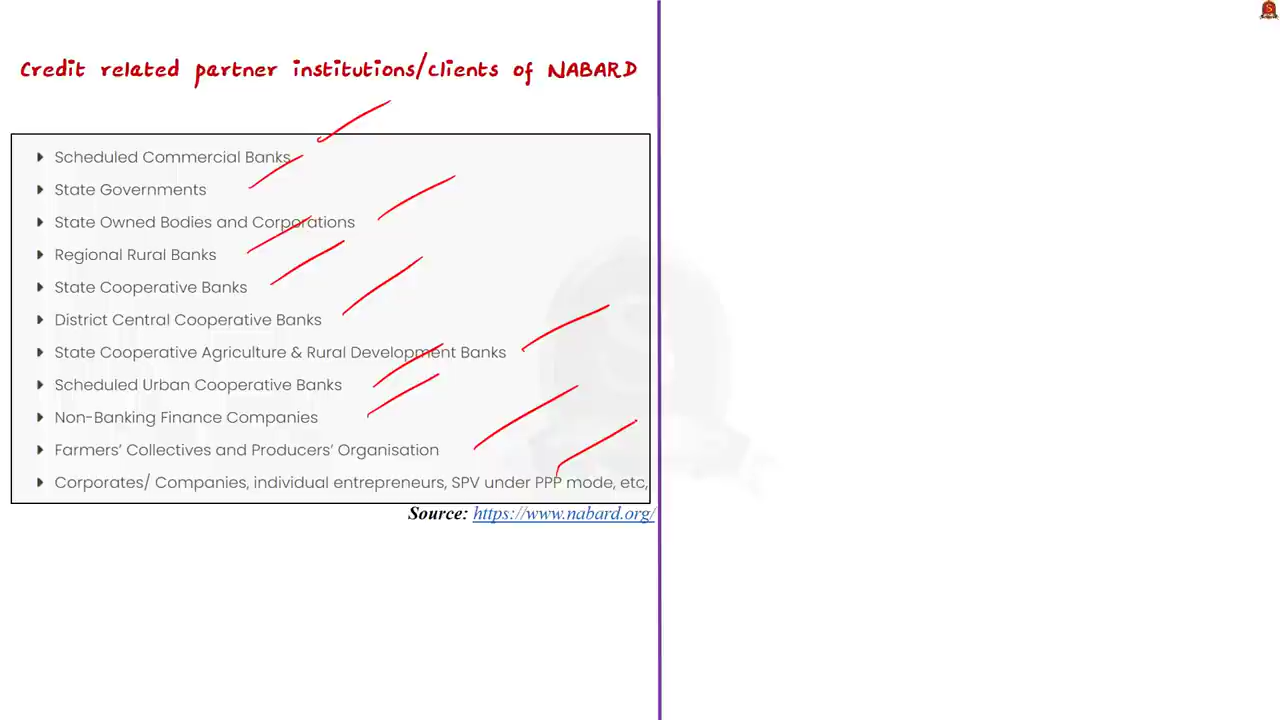 Credit related partner institutions/clients of NABARD
Scheduled Commercial Banks
State Governments
State Owned Bodies and Corporations
Regional Rural Banks
State Cooperative Banks
District Central Cooperative Banks
State Cooperative Agriculture & Rural Development Banks
Scheduled Urban Cooperative Banks
Non-Banking Finance Companies
Farmers’ Collectives and Producers’ Organisation
Corporates/ Companies, individual entrepreneurs, SPV under PPP mode, etc,
Source: https://www.nabard.org/